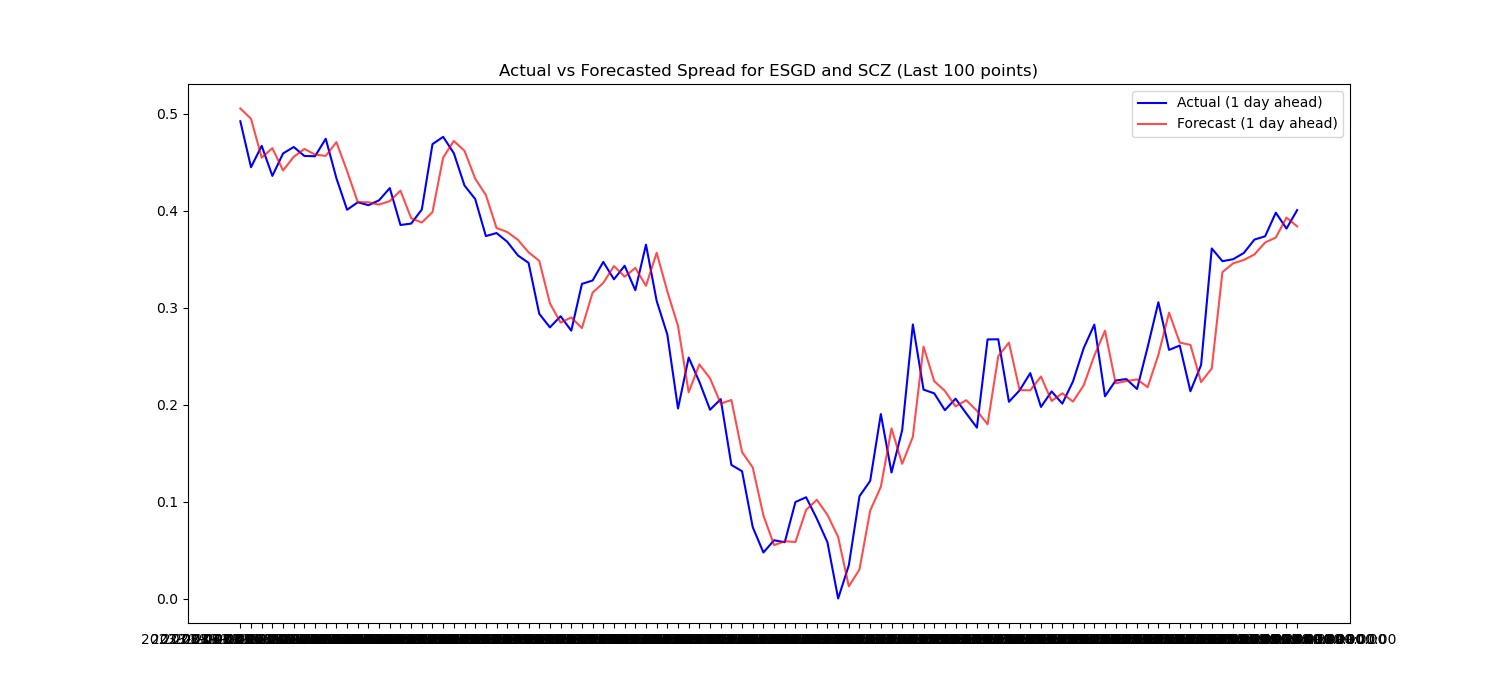 Actual vs Forecasted Spread for ESGD and SCZ (Last 100 points)
Actual (1 day ahead)
Forecast (1 day ahead)
0.5
0.4
0.3
0.2
0.1
0.0